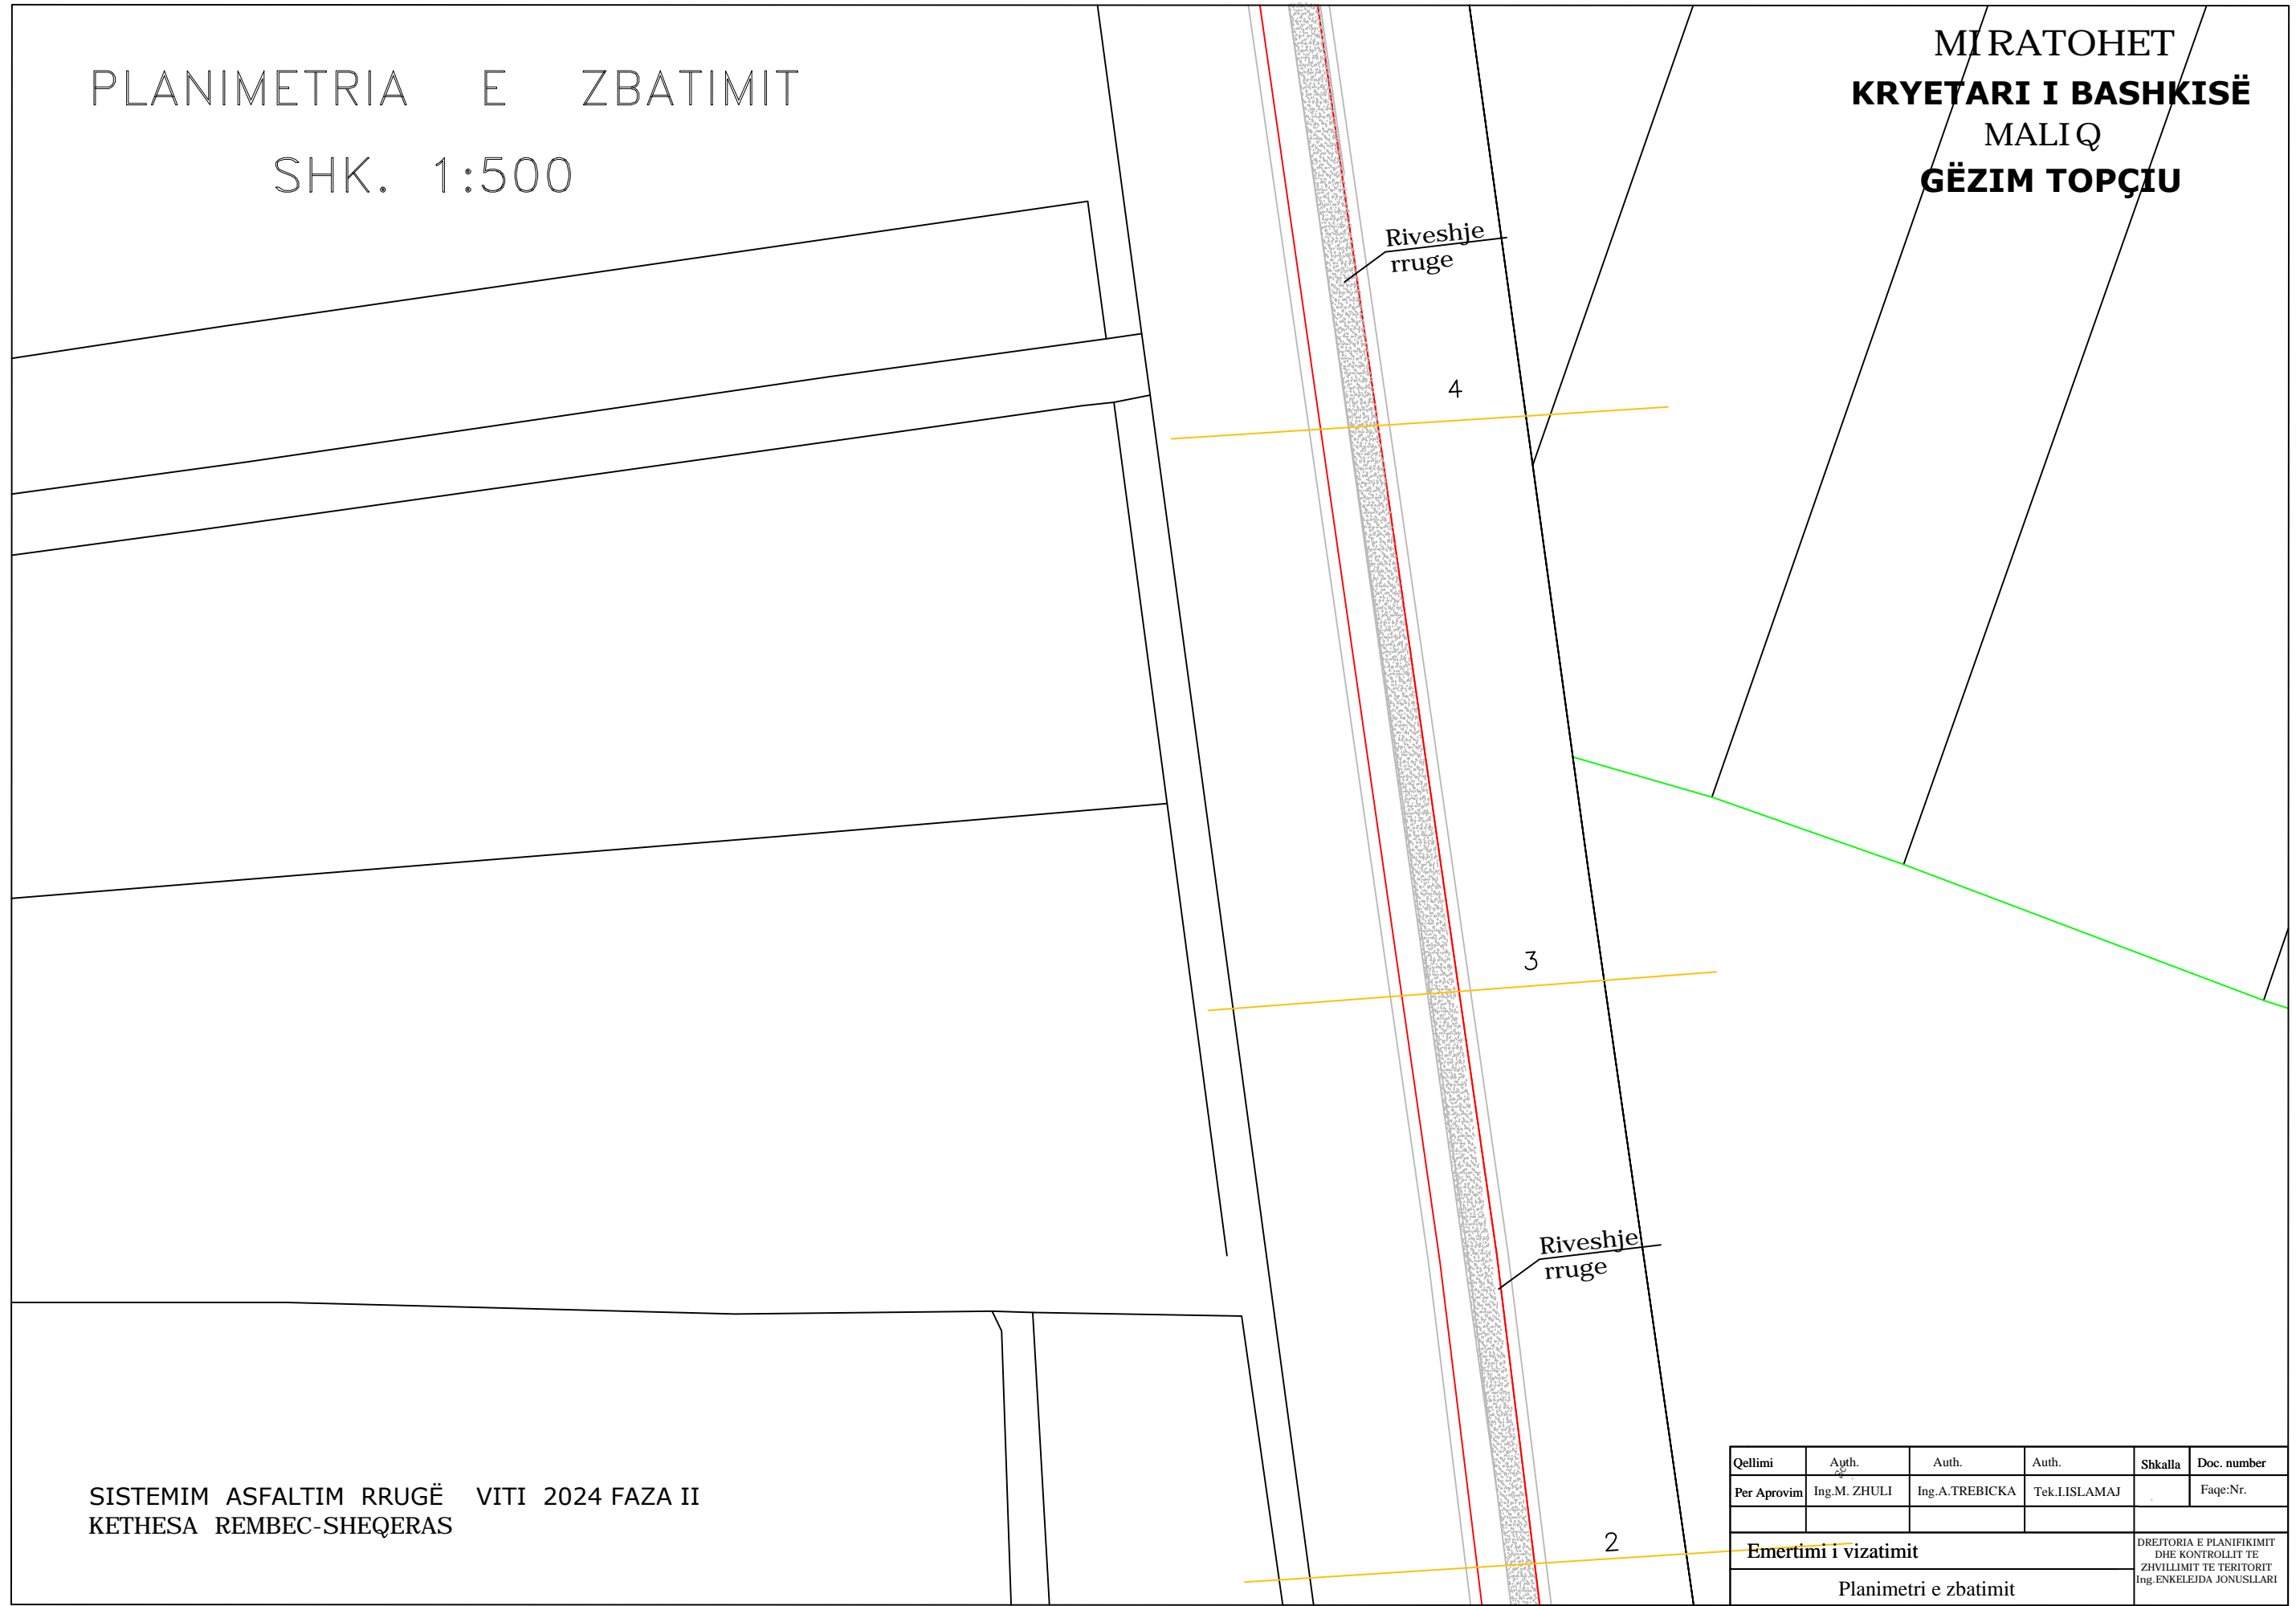 PLANIMETRIA E ZBATIMIT
SHK. 1:500
MIRATOHET
KRYETARI I BASHKISË
MALIQ
GËZIM TOPÇIU
Riveshje
rruge
4
3
Riveshje
rruge
2
SISTEMIM ASFALTIM RRUGË VITI 2024 FAZA II
KETHESA REMBEC-SHEQERAS
Qellimi Auth. Auth. Auth. Shkalla Doc. number
Per Aprovim Ing.M. ZHULI Ing.A.TREBICKA Tek.I.ISLAMAJ Faqe:Nr.
Emertimi i vizatimit
Planimetri e zbatimit
DREJTORIA E PLANIFIKIMIT
DHE KONTROLLIT TE
ZHVILLIMIT TE TERITORIT
Ing.ENKELEJDA JONUSLLARI